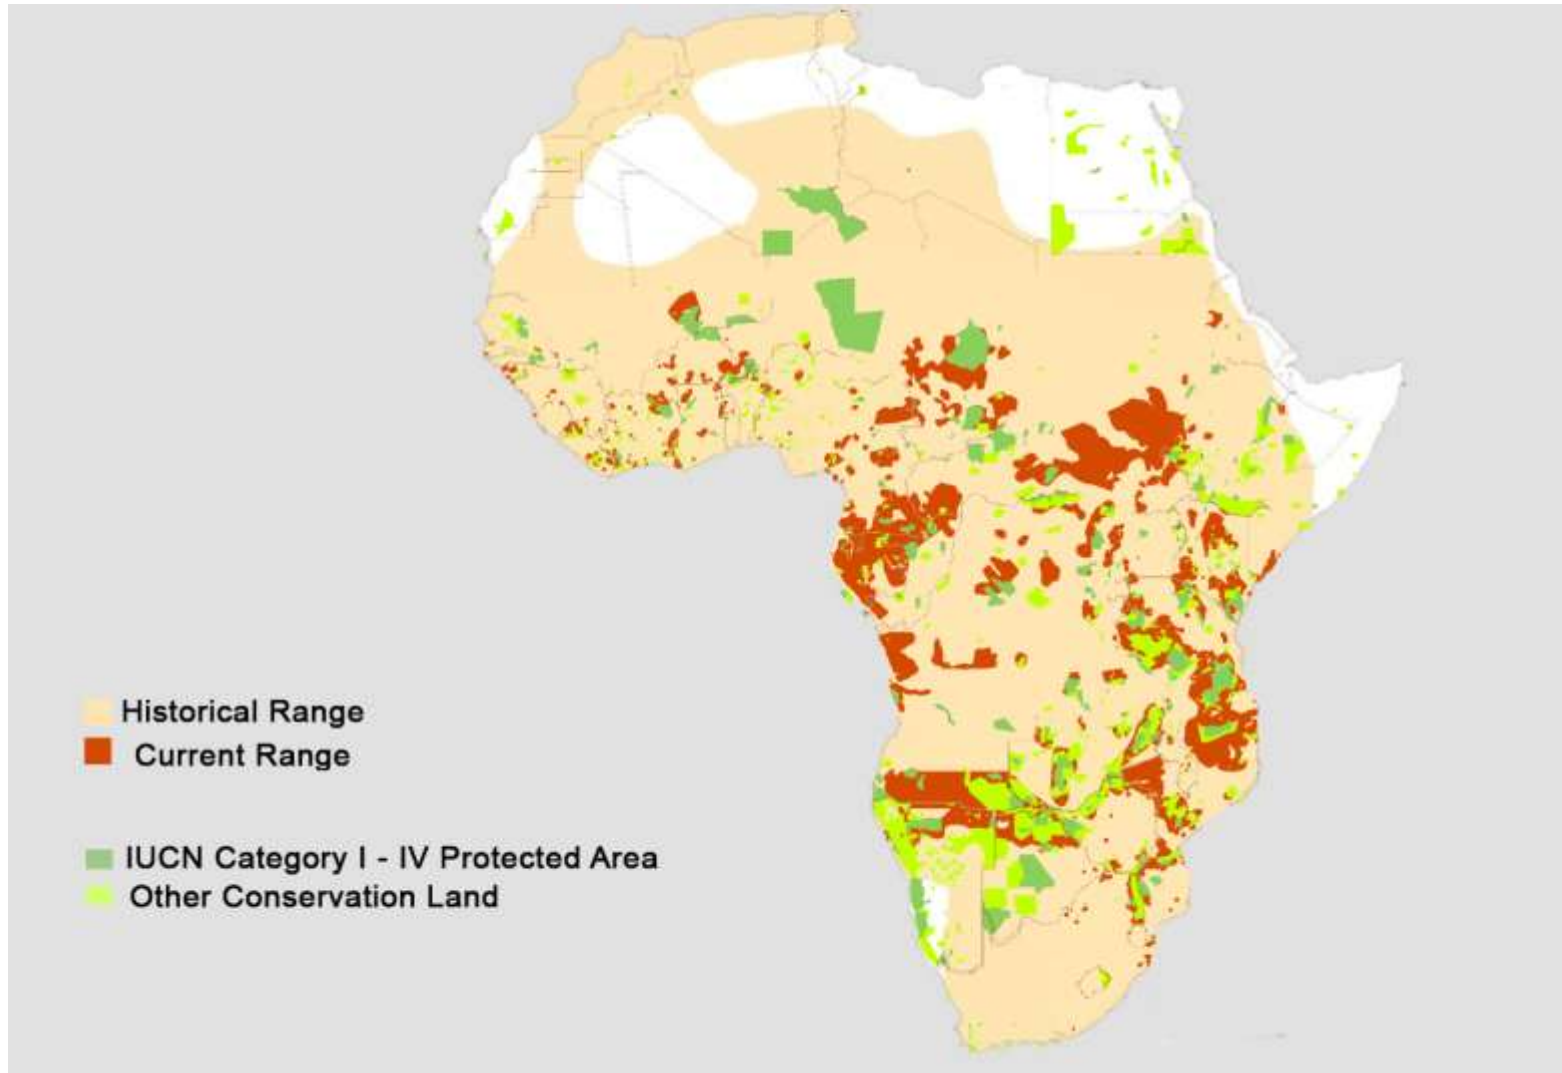 Historical Range
Current Range
IUCN Category I - IV Protected Area
Other Conservation Land